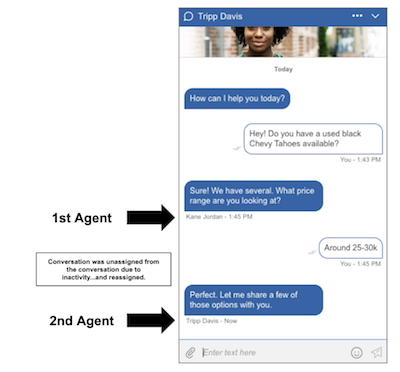 Tripp Davis
Today
How can I help you today?
Hey! Do you have a used black
Chevy Tahoes available?
You - 1:43 PM
Sure! We have several. What price
range are you looking at?
1st Agent
Kane Jordan - 1:45 PM
Conversation was unassigned from
the conversation due to
inactivity...and reassigned.
Around 25-30k
You - 1:45 PM
Perfect. Let me share a few of
those options with you.
2nd Agent
Tripp Davis - Now
Enter text here